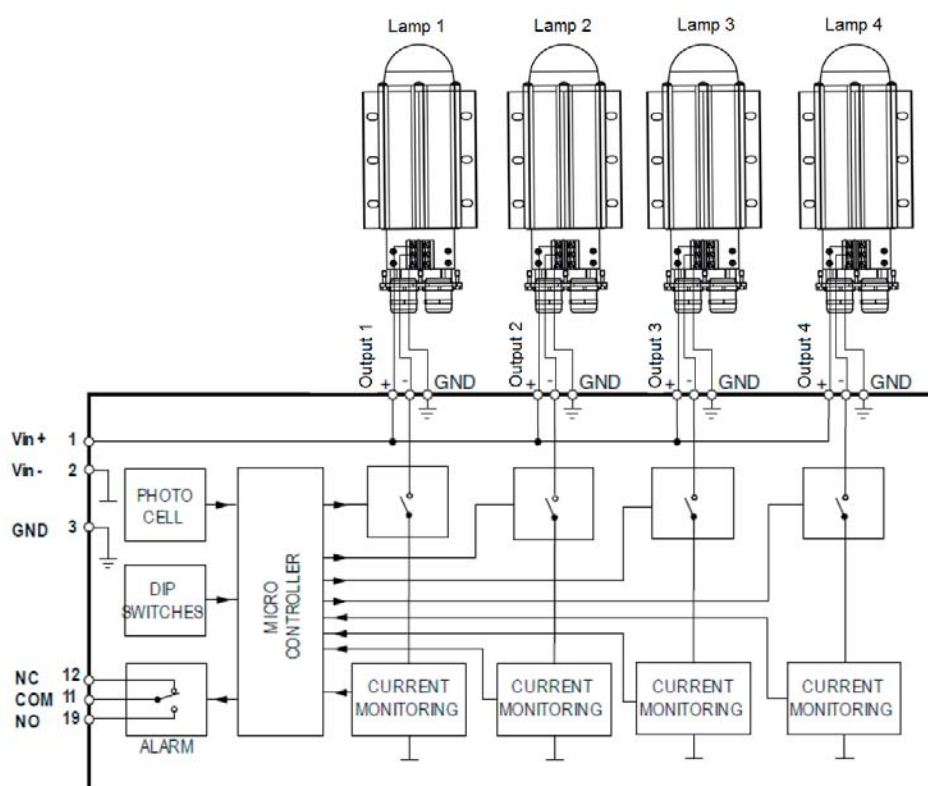 Lamp 1
Lamp 2
Lamp 3
Lamp 4
Output 1
+ - GND
Output 2
+ - GND
Output 3
+ - GND
Output 4
+ - GND
Vin+ 1
Vin- 2
GND 3
PHOTO
CELL
DIP
SWITCHES
MICRO
CONTROLLER
NC 12
COM 11
NO 19
ALARM
CURRENT
MONITORING
CURRENT
MONITORING
CURRENT
MONITORING
CURRENT
MONITORING